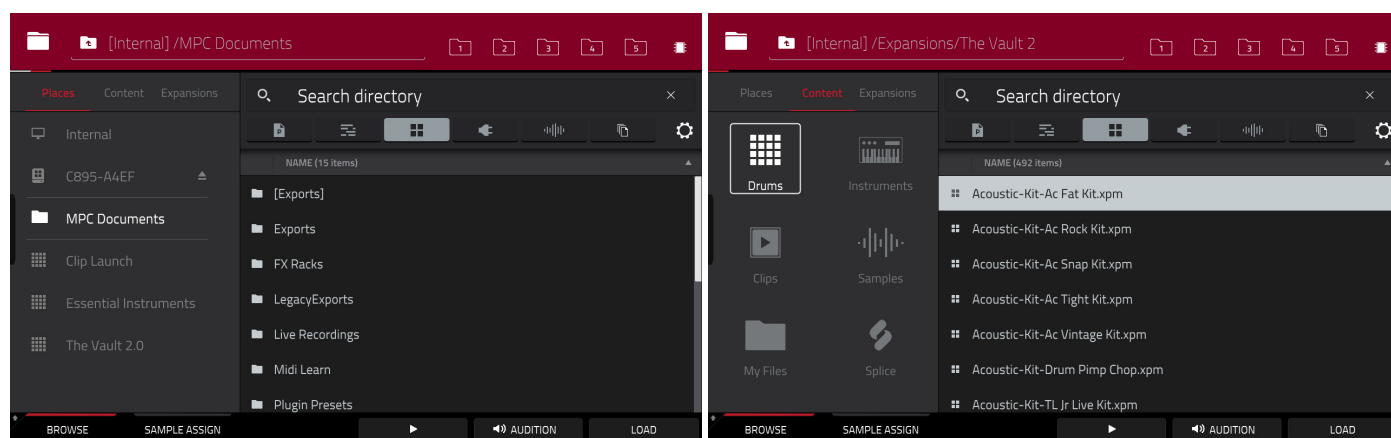 [Internal] /MPC Documents
1 2 3 4 5
Places Content Expansions
Search directory
Internal
C895-A4EF
MPC Documents
Clip Launch
Essential Instruments
The Vault 2.0
P
NAME (15 items)
[Exports]
Exports
FX Racks
LegacyExports
Live Recordings
Midi Learn
Plugin Presets
BROWSE SAMPLE ASSIGN AUDITION LOAD
[Internal] /Expansions/The Vault 2
1 2 3 4 5
Places Content Expansions
Search directory
Drums Instruments
Clips Samples
My Files Splice
P
NAME (492 items)
Acoustic-Kit-Ac Fat Kit.xpm
Acoustic-Kit-Ac Rock Kit.xpm
Acoustic-Kit-Ac Snap Kit.xpm
Acoustic-Kit-Ac Tight Kit.xpm
Acoustic-Kit-Ac Vintage Kit.xpm
Acoustic-Kit-Drum Pimp Chop.xpm
Acoustic-Kit-TL Jr Live Kit.xpm
BROWSE SAMPLE ASSIGN AUDITION LOAD